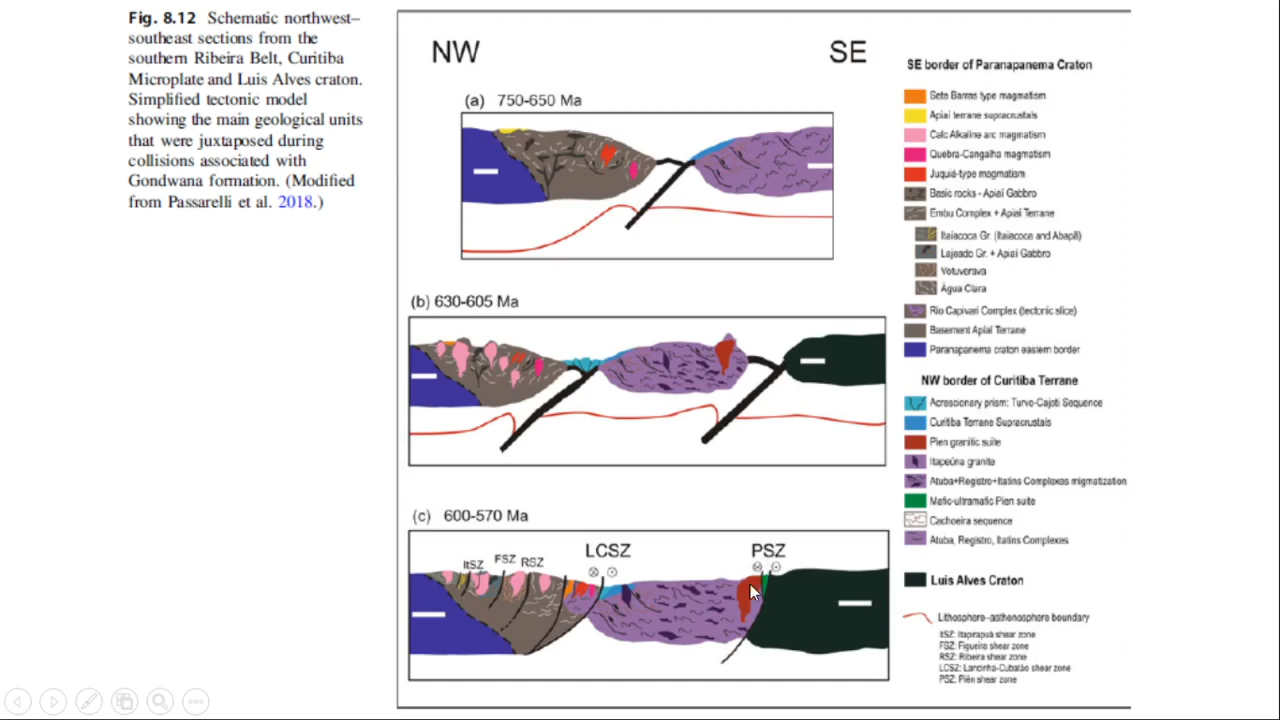 Fig. 8.12 Schematic northwest–
southeast sections from the
southern Ribeira Belt, Curitiba
Microplate and Luis Alves craton.
Simplified tectonic model
showing the main geological units
that were juxtaposed during
collisions associated with
Gondwana formation. (Modified
from Passarelli et al. 2018.)
NW
SE
(a) 750-650 Ma
(b) 630-605 Ma
(c) 600-570 Ma
ItSZ
FSZ
RSZ
LCSZ
PSZ
SE border of Paranapanema Craton
Sete Barras type magmatism
Apiaí terrane supracrustals
Calc Alkaline arc magmatism
Quebra-Cangalha magmatism
Juquiá-type magmatism
Basic rocks - Apiaí Gabbro
Embu Complex + Apiaí Terrane
Itaiacoca Gr. (Itaiacoca and Abapã)
Lajeado Gr. + Apiaí Gabbro
Votuverava
Água Clara
Rio Capivari Complex (tectonic slice)
Basement Apiaí Terrane
Paranapanema craton eastern border
NW border of Curitiba Terrane
Acrescionary prism: Turvo-Cajati Sequence
Curitiba Terrane Supracrustals
Pien granitic suite
Itapeúna granite
Atuba+Registro+Itatins Complexes migmatization
Mafic-ultramafic Pien suite
Cachoeira sequence
Atuba, Registro, Itatins Complexes
Luis Alves Craton
Lithosphere-asthenosphere boundary
ItSZ: Itapirapuã shear zone
FSZ: Figueira shear zone
RSZ: Ribeira shear zone
LCSZ: Lancinha-Cubatão shear zone
PSZ: Piên shear zone